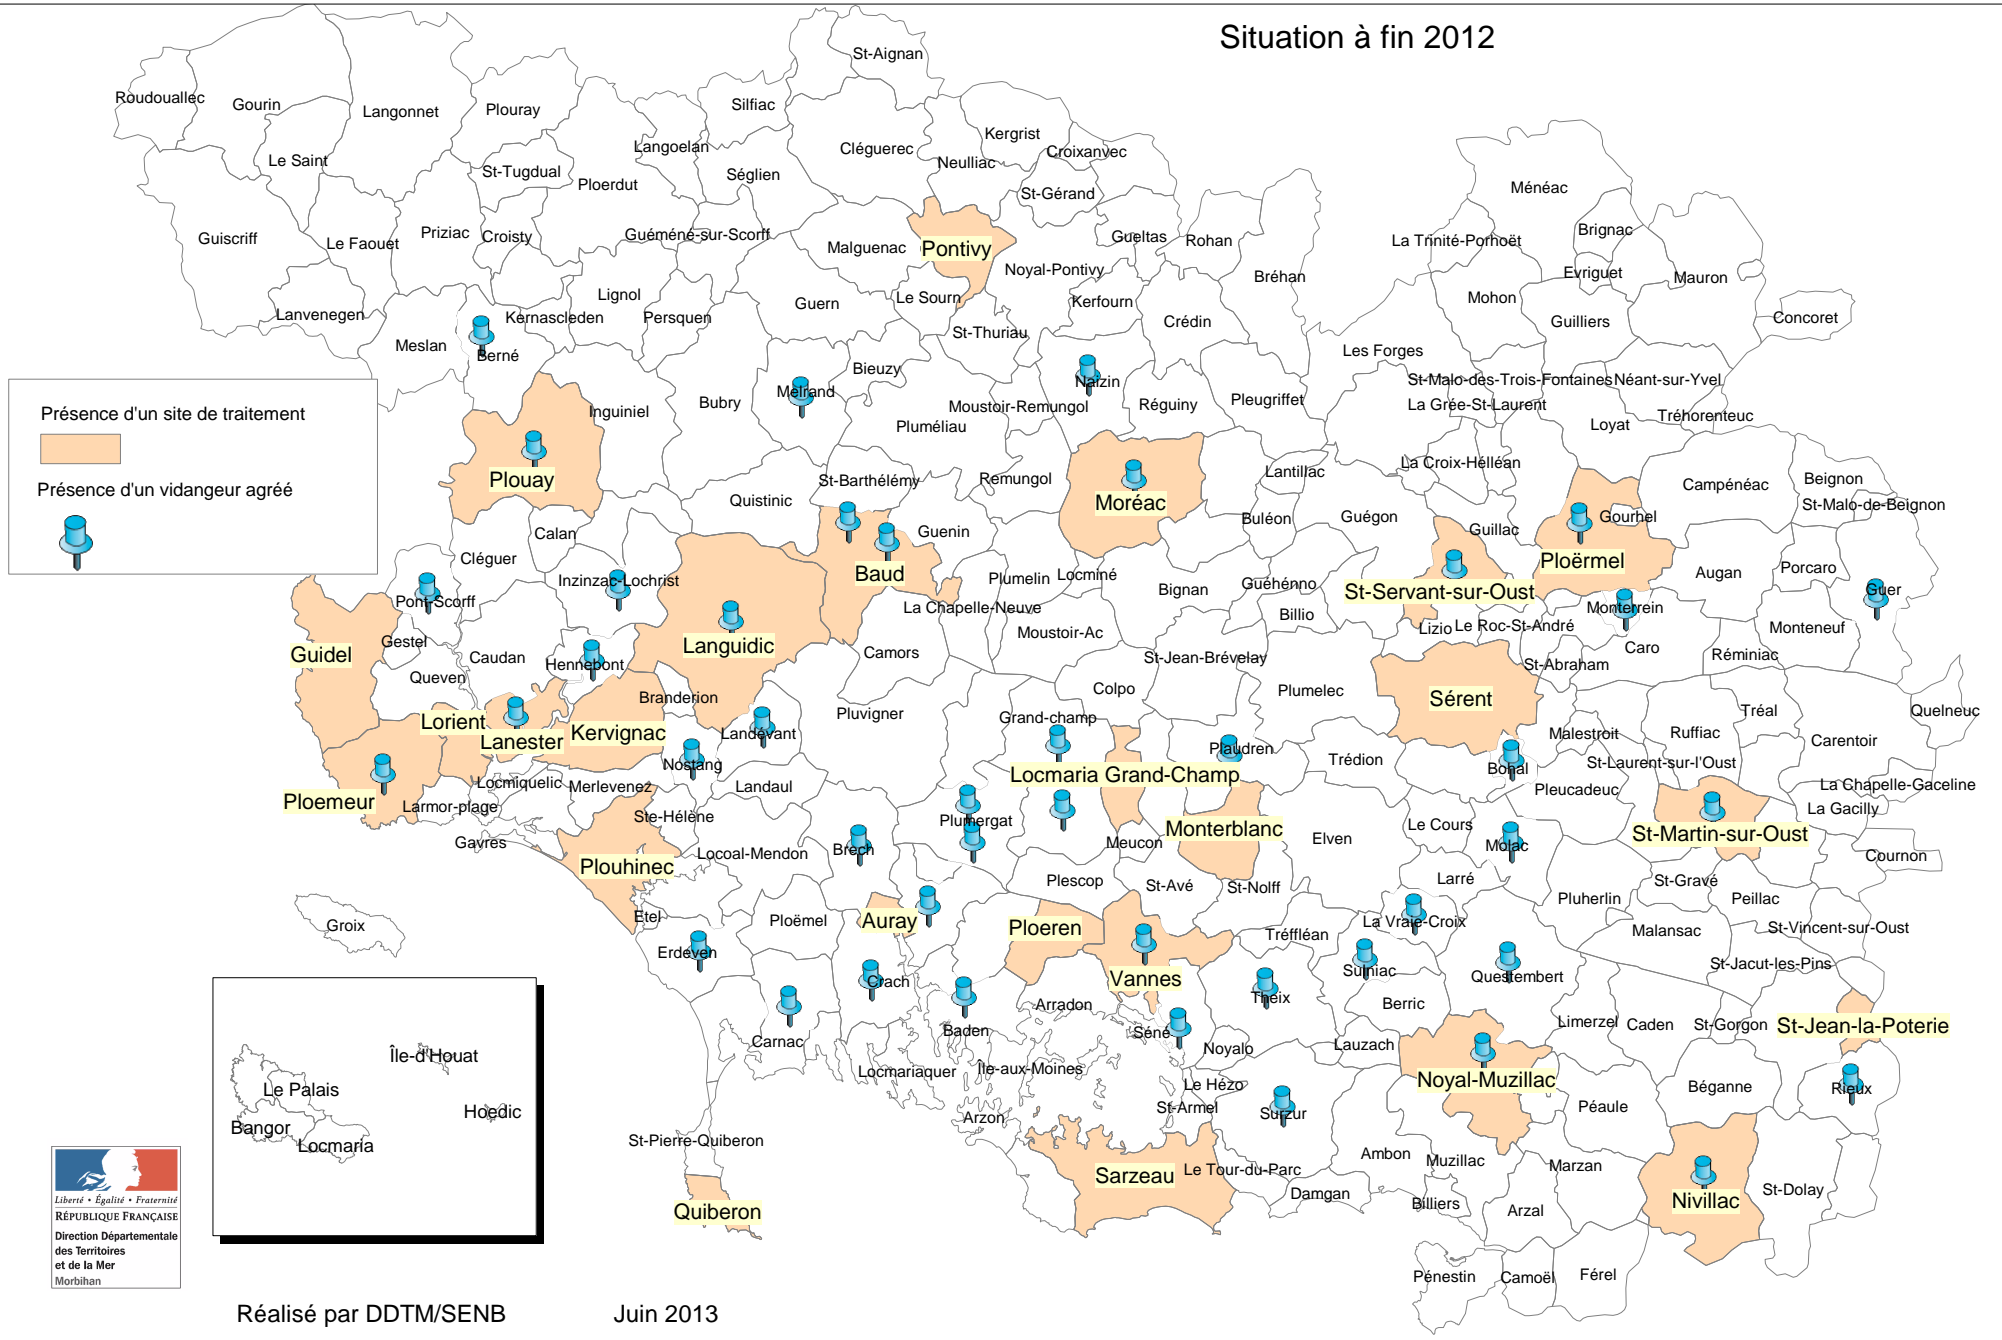 Situation à fin 2012
St-Aignan
Roudouallec
Gourin
Langonnet
Plouray
Silfiac
Kergrist
Langoelan
Cléguerec
Croixanvec
Le Saint
Neulliac
St-Tugdual
Ploerdut
Séglien
St-Gérand
Ménéac
Guiscriff
Le Faouet
Priziac
Croisty
Guéméné-sur-Scorff
Malguenac
Pontivy
Gueltas
Rohan
La Trinité-Porhoët
Brignac
Noyal-Pontivy
Bréhan
Evriguet
Mauron
Lanvenegen
Lignol
Guern
Le Sourn
Kerfourn
Mohon
Kernascleden
Persquen
St-Thuriau
Crédin
Guilliers
Concoret
Meslan
Berné
Les Forges
Bieuzy
Melrand
Naizin
St-Malo-des-Trois-Fontaines
Néant-sur-Yvel
Présence d'un site de traitement
Inguiniel
Bubry
Moustoir-Remungol
Réguiny
Pleugriffet
La Grée-St-Laurent
Tréhorenteuc
Pluméliau
Loyat
Plouay
St-Barthélémy
Remungol
Lantillac
La Croix-Hélléan
Campénéac
Beignon
Présence d'un vidangeur agréé
Quistinic
Moréac
St-Malo-de-Beignon
Buléon
Guégon
Gourhel
Calan
Guenin
Guillac
Cléguer
Ploërmel
Inzinzac-Lochrist
Baud
Plumelin
Locminé
Bignan
Guéhénno
St-Servant-sur-Oust
Augan
Porcaro
Pont-Scorff
La Chapelle-Neuve
Billio
Monterrein
Guer
Gestel
Languidic
Moustoir-Ac
Lizio
Le Roc-St-André
Monteneuf
Guidel
Caudan
Hennebont
Camors
St-Jean-Brévelay
St-Abraham
Caro
Réminiac
Queven
Branderion
Colpo
Plumelec
Sérent
Lorient
Pluvigner
Grand-champ
Tréal
Quelneuc
Lanester
Kervignac
Landévant
Plaudren
Malestroit
Ruffiac
Carentoir
Nostang
Trédion
Bohal
St-Laurent-sur-l'Oust
Locmaria Grand-Champ
Locmiquelic
Merlevenez
Landaul
Pleucadeuc
La Chapelle-Gaceline
Ploemeur
Larmor-plage
La Gacilly
Ste-Hélène
Plumergat
Monterblanc
Le Cours
St-Martin-sur-Oust
Gavres
Locoal-Mendon
Brech
Meucon
Elven
Molac
Cournon
Plouhinec
Plescop
St-Avé
St-Nolff
Larré
St-Gravé
Peillac
Groix
Etel
Ploëmel
Auray
Ploeren
Tréffléan
La Vraie-Croix
Pluherlin
Malansac
St-Vincent-sur-Oust
Erdeven
Sulniac
St-Jacut-les-Pins
Crach
Vannes
Theix
Questembert
Arradon
Berric
Carnac
Baden
Séné
Limerzel
Caden
St-Gorgon
St-Jean-la-Poterie
Île-d'Houat
Noyalo
Lauzach
Locmariaquer
Île-aux-Moines
Noyal-Muzillac
Le Palais
Le Hézo
Béganne
Rieux
Hoedic
Arzon
St-Armel
Surzur
Péaule
Bangor
Locmaria
St-Pierre-Quiberon
Ambon
Muzillac
Marzan
Sarzeau
Le Tour-du-Parc
St-Dolay
Damgan
Nivillac
Quiberon
Billiers
Arzal
Liberté • Égalité • Fraternité
RÉPUBLIQUE FRANÇAISE
Direction Départementale
des Territoires
et de la Mer
Morbihan
Pénestin
Camoël
Férel
Réalisé par DDTM/SENB
Juin 2013